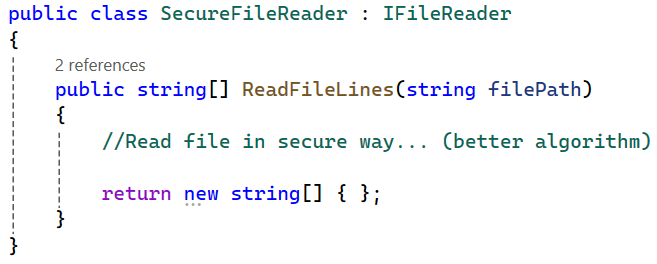 public class SecureFileReader : IFileReader
{
2 references
public string[] ReadFileLines(string filePath)
{
//Read file in secure way... (better algorithm)
return new string[] { };
}
}